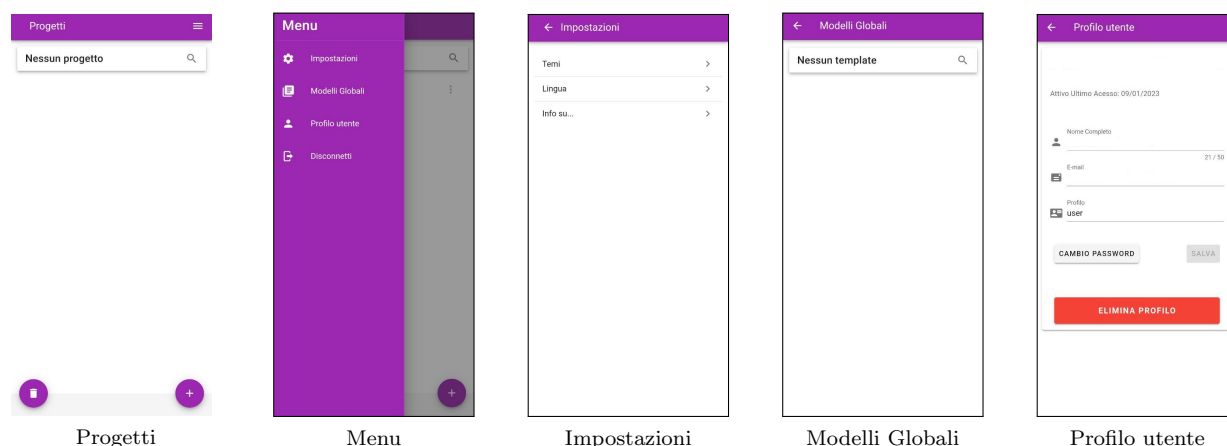 Progetti
Nessun progetto
Progetti
Menu
Impostazioni
Modelli Globali
Profilo utente
Disconnetti
Menu
Impostazioni
Temi
Lingua
Info su...
Impostazioni
Modelli Globali
Nessun template
Modelli Globali
Profilo utente
Attivo Ultimo Acesso: 09/01/2023
Nome Completo
21 / 50
E-mail
Profilo
user
CAMBIO PASSWORD SALVA
ELIMINA PROFILO
Profilo utente